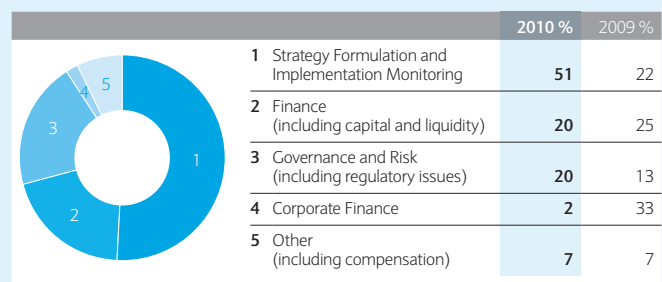 2010 % 2009 %
1 Strategy Formulation and
Implementation Monitoring 51 22
2 Finance
(including capital and liquidity) 20 25
3 Governance and Risk
(including regulatory issues) 20 13
4 Corporate Finance 2 33
5 Other
(including compensation) 7 7
5
4
3
1
2